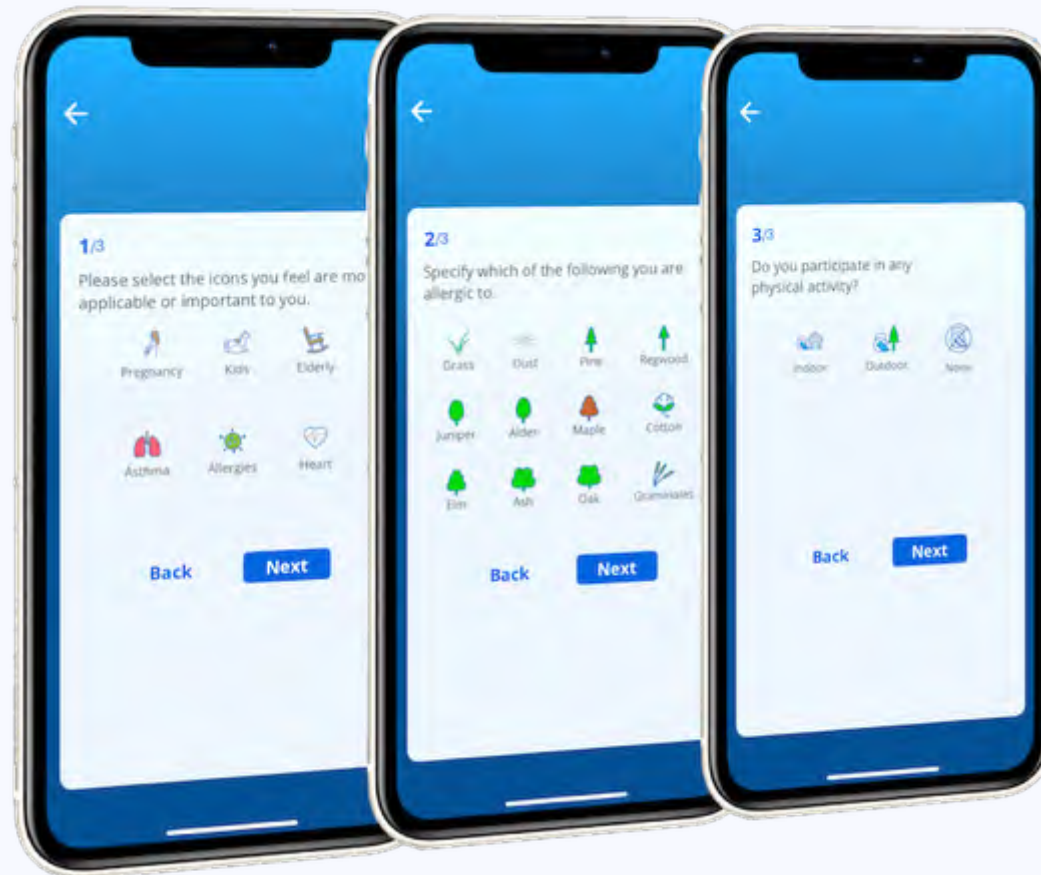 1/3
Please select the icons you feel are mo
applicable or important to you.
Pregnancy Kids Elderly
Asthma Allergies Heart
Back Next
2/3
Specify which of the following you are
allergic to.
Grass Dust Pine Regwood
Juniper Alder Maple Cotton
Elm Ash Oak Graminales
Back Next
3/3
Do you participate in any
physical activity?
Indoor Outdoor None
Back Next